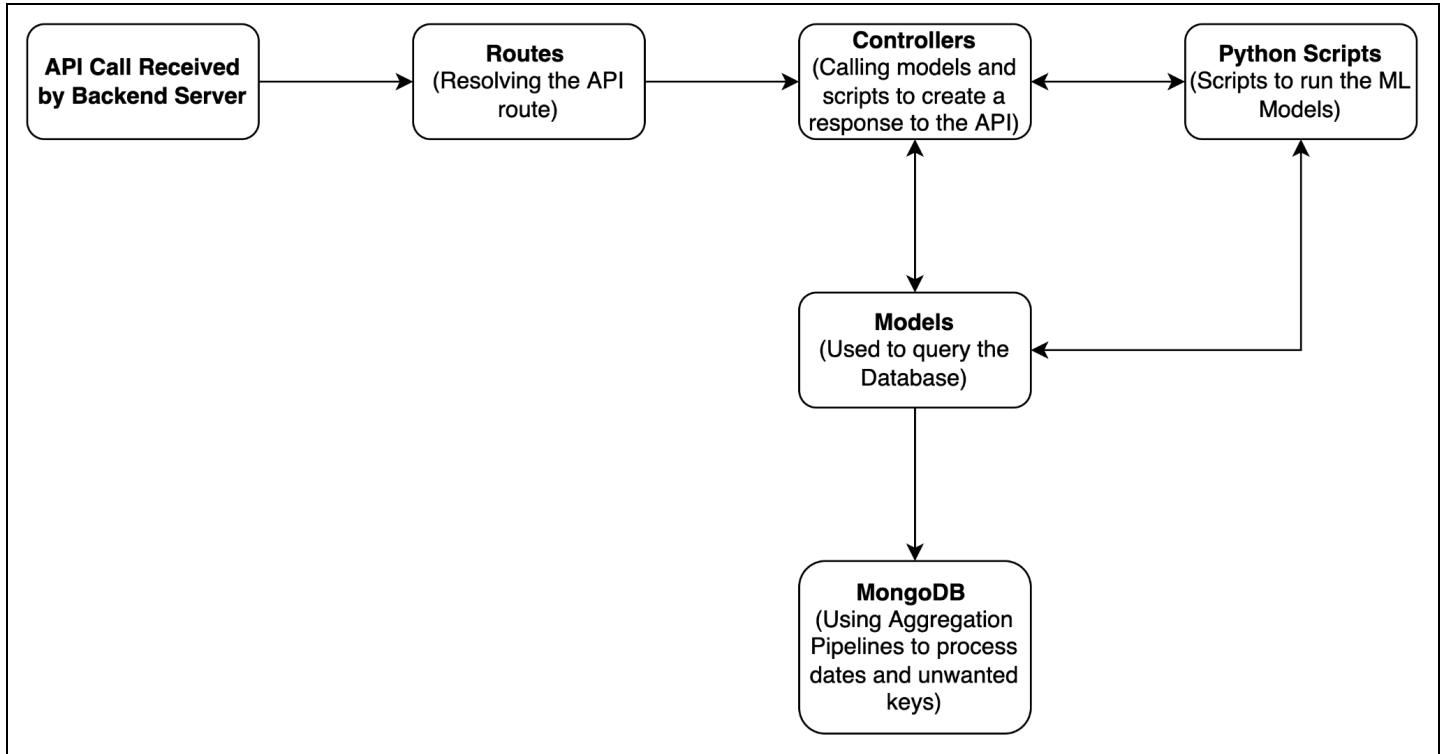 API Call Received
by Backend Server
Routes
(Resolving the API
route)
Controllers
(Calling models and
scripts to create a
response to the API)
Python Scripts
(Scripts to run the ML
Models)
Models
(Used to query the
Database)
MongoDB
(Using Aggregation
Pipelines to process
dates and unwanted
keys)